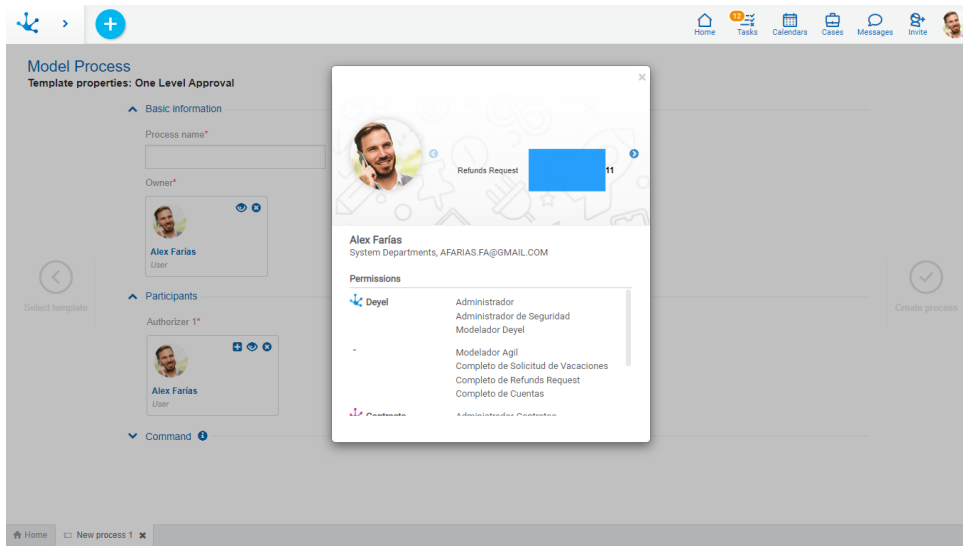 12
Home
Tasks
Calendars
Cases
Messages
Invite
Model Process
Template properties: One Level Approval
Basic information
Process name*
Owner*
Alex Farías
User
Select template
Participants
Authorizer 1*
Alex Farías
User
Command
Create process
×
Refunds Request
11
Alex Farías
System Departments, AFARIAS.FA@GMAIL.COM
Permissions
Deyel
Administrador
Administrador de Seguridad
Modelador Deyel
-
Modelador Agil
Completo de Solicitud de Vacaciones
Completo de Refunds Request
Completo de Cuentas
Contracts
Administrador Contratos
Home
New process 1